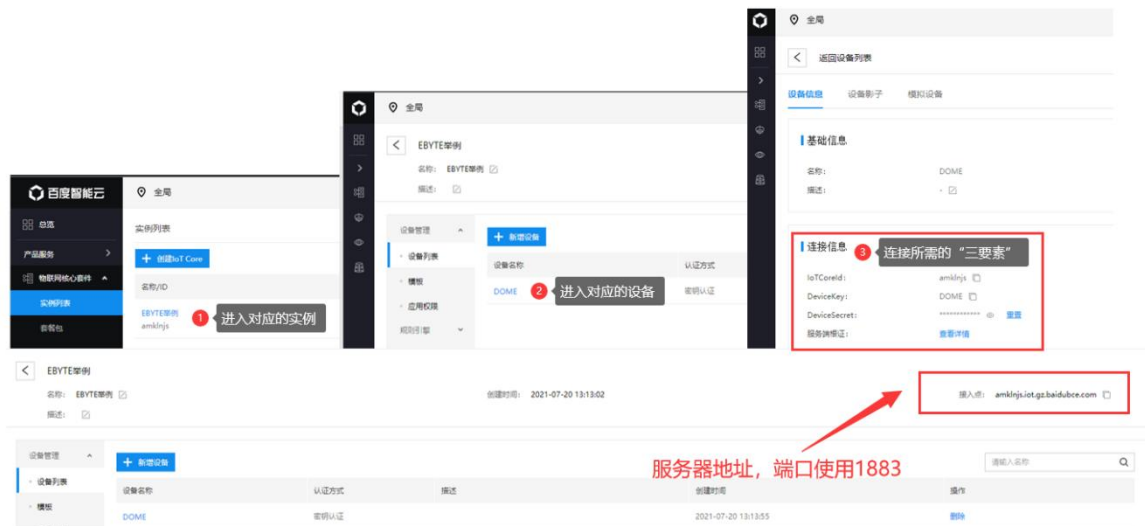 百度智能云
全局
总览
产品服务
物联网核心套件
实例列表
套餐包
实例列表
+ 创建IoT Core
名称/ID
EBYTE举例
amklnjs
1 进入对应的实例
全局
EBYTE举例
名称: EBYTE举例
描述:
设备管理
设备列表
模板
应用权限
规则引擎
+ 新增设备
设备名称 认证方式
DOME 密钥认证
2 进入对应的设备
全局
返回设备列表
设备信息 设备影子 模拟设备
基础信息
名称: DOME
描述: -
连接信息
3 连接所需的“三要素”
IoTCoreId: amklnjs
DeviceKey: DOME
DeviceSecret: ************ 重置
服务端根证: 查看详情
EBYTE举例
名称: EBYTE举例
描述:
创建时间: 2021-07-20 13:13:02
接入点: amklnjs.iot.gz.baidubce.com
服务器地址，端口使用1883
设备管理
设备列表
模板
+ 新增设备
请输入名称
设备名称 认证方式 描述 创建时间 操作
DOME 密钥认证 2021-07-20 13:13:55 删除